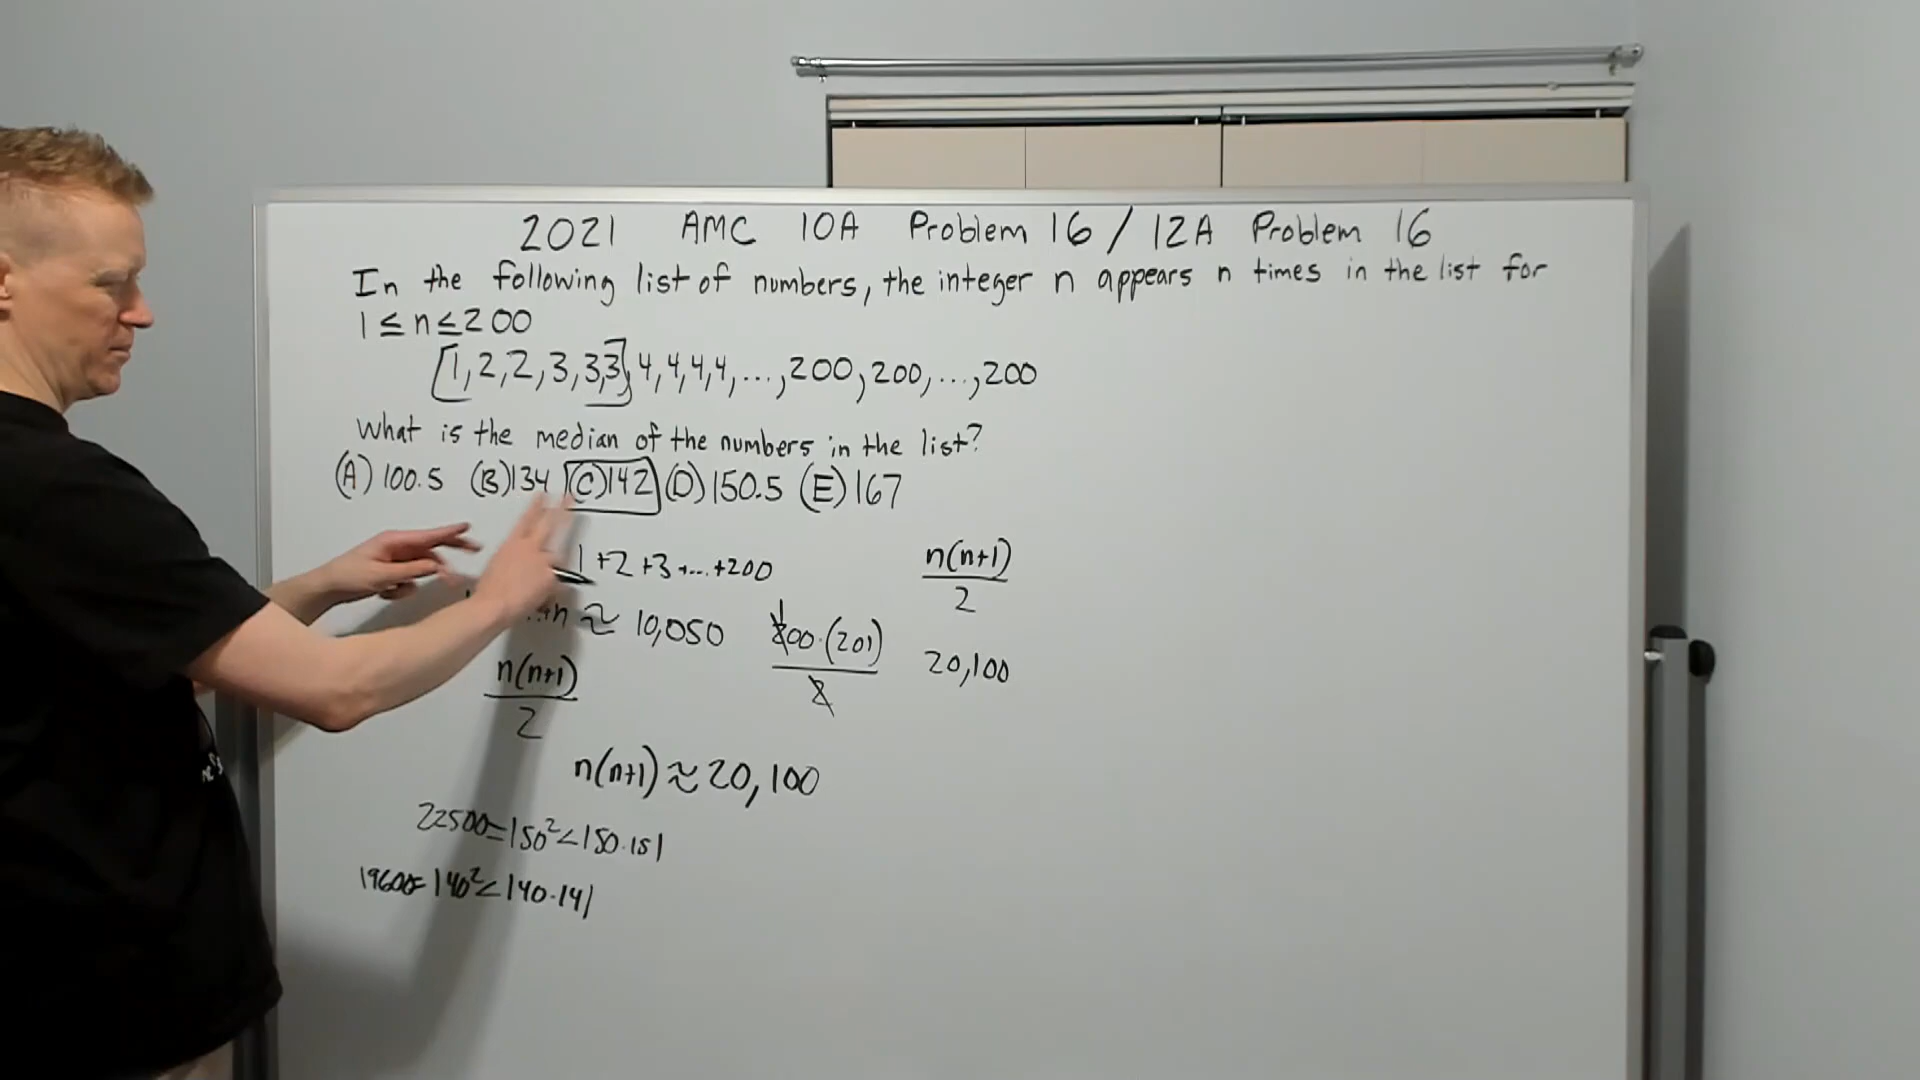 2021 AMC 10A Problem 16 / 12A Problem 16
In the following list of numbers, the integer n appears n times in the list for
1 ≤ n ≤ 200
[1, 2, 2, 3, 3, 3], 4, 4, 4, 4, ..., 200, 200, ..., 200
What is the median of the numbers in the list?
(A) 100.5 (B) 134 (C) 142 (D) 150.5 (E) 167
1 + 2 + 3 + ... + 200
n(n+1)
2
..+n ≈ 10,050
200·(201)
2
20,100
n(n+1)
2
n(n+1) ≈ 20,100
22500 = 150² < 150·151
19600 = 140² < 140·141